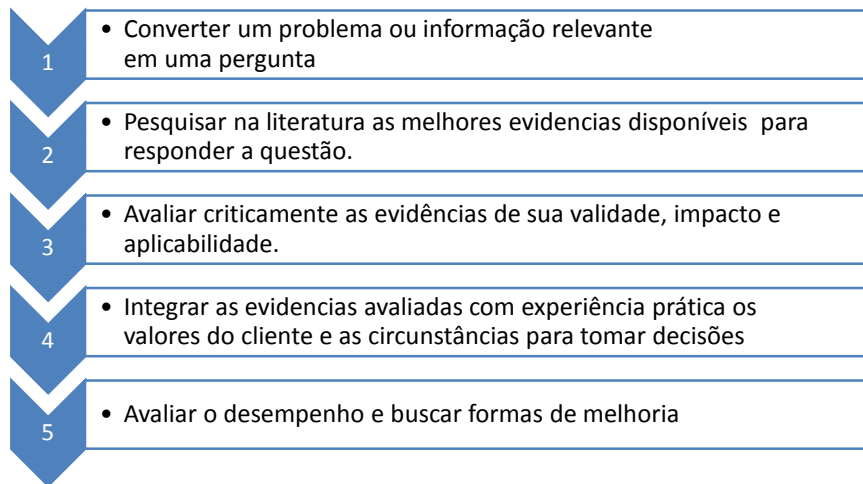 1
• Converter um problema ou informação relevante
em uma pergunta
2
• Pesquisar na literatura as melhores evidencias disponíveis para
responder a questão.
3
• Avaliar criticamente as evidências de sua validade, impacto e
aplicabilidade.
4
• Integrar as evidencias avaliadas com experiência prática os
valores do cliente e as circunstâncias para tomar decisões
5
• Avaliar o desempenho e buscar formas de melhoria